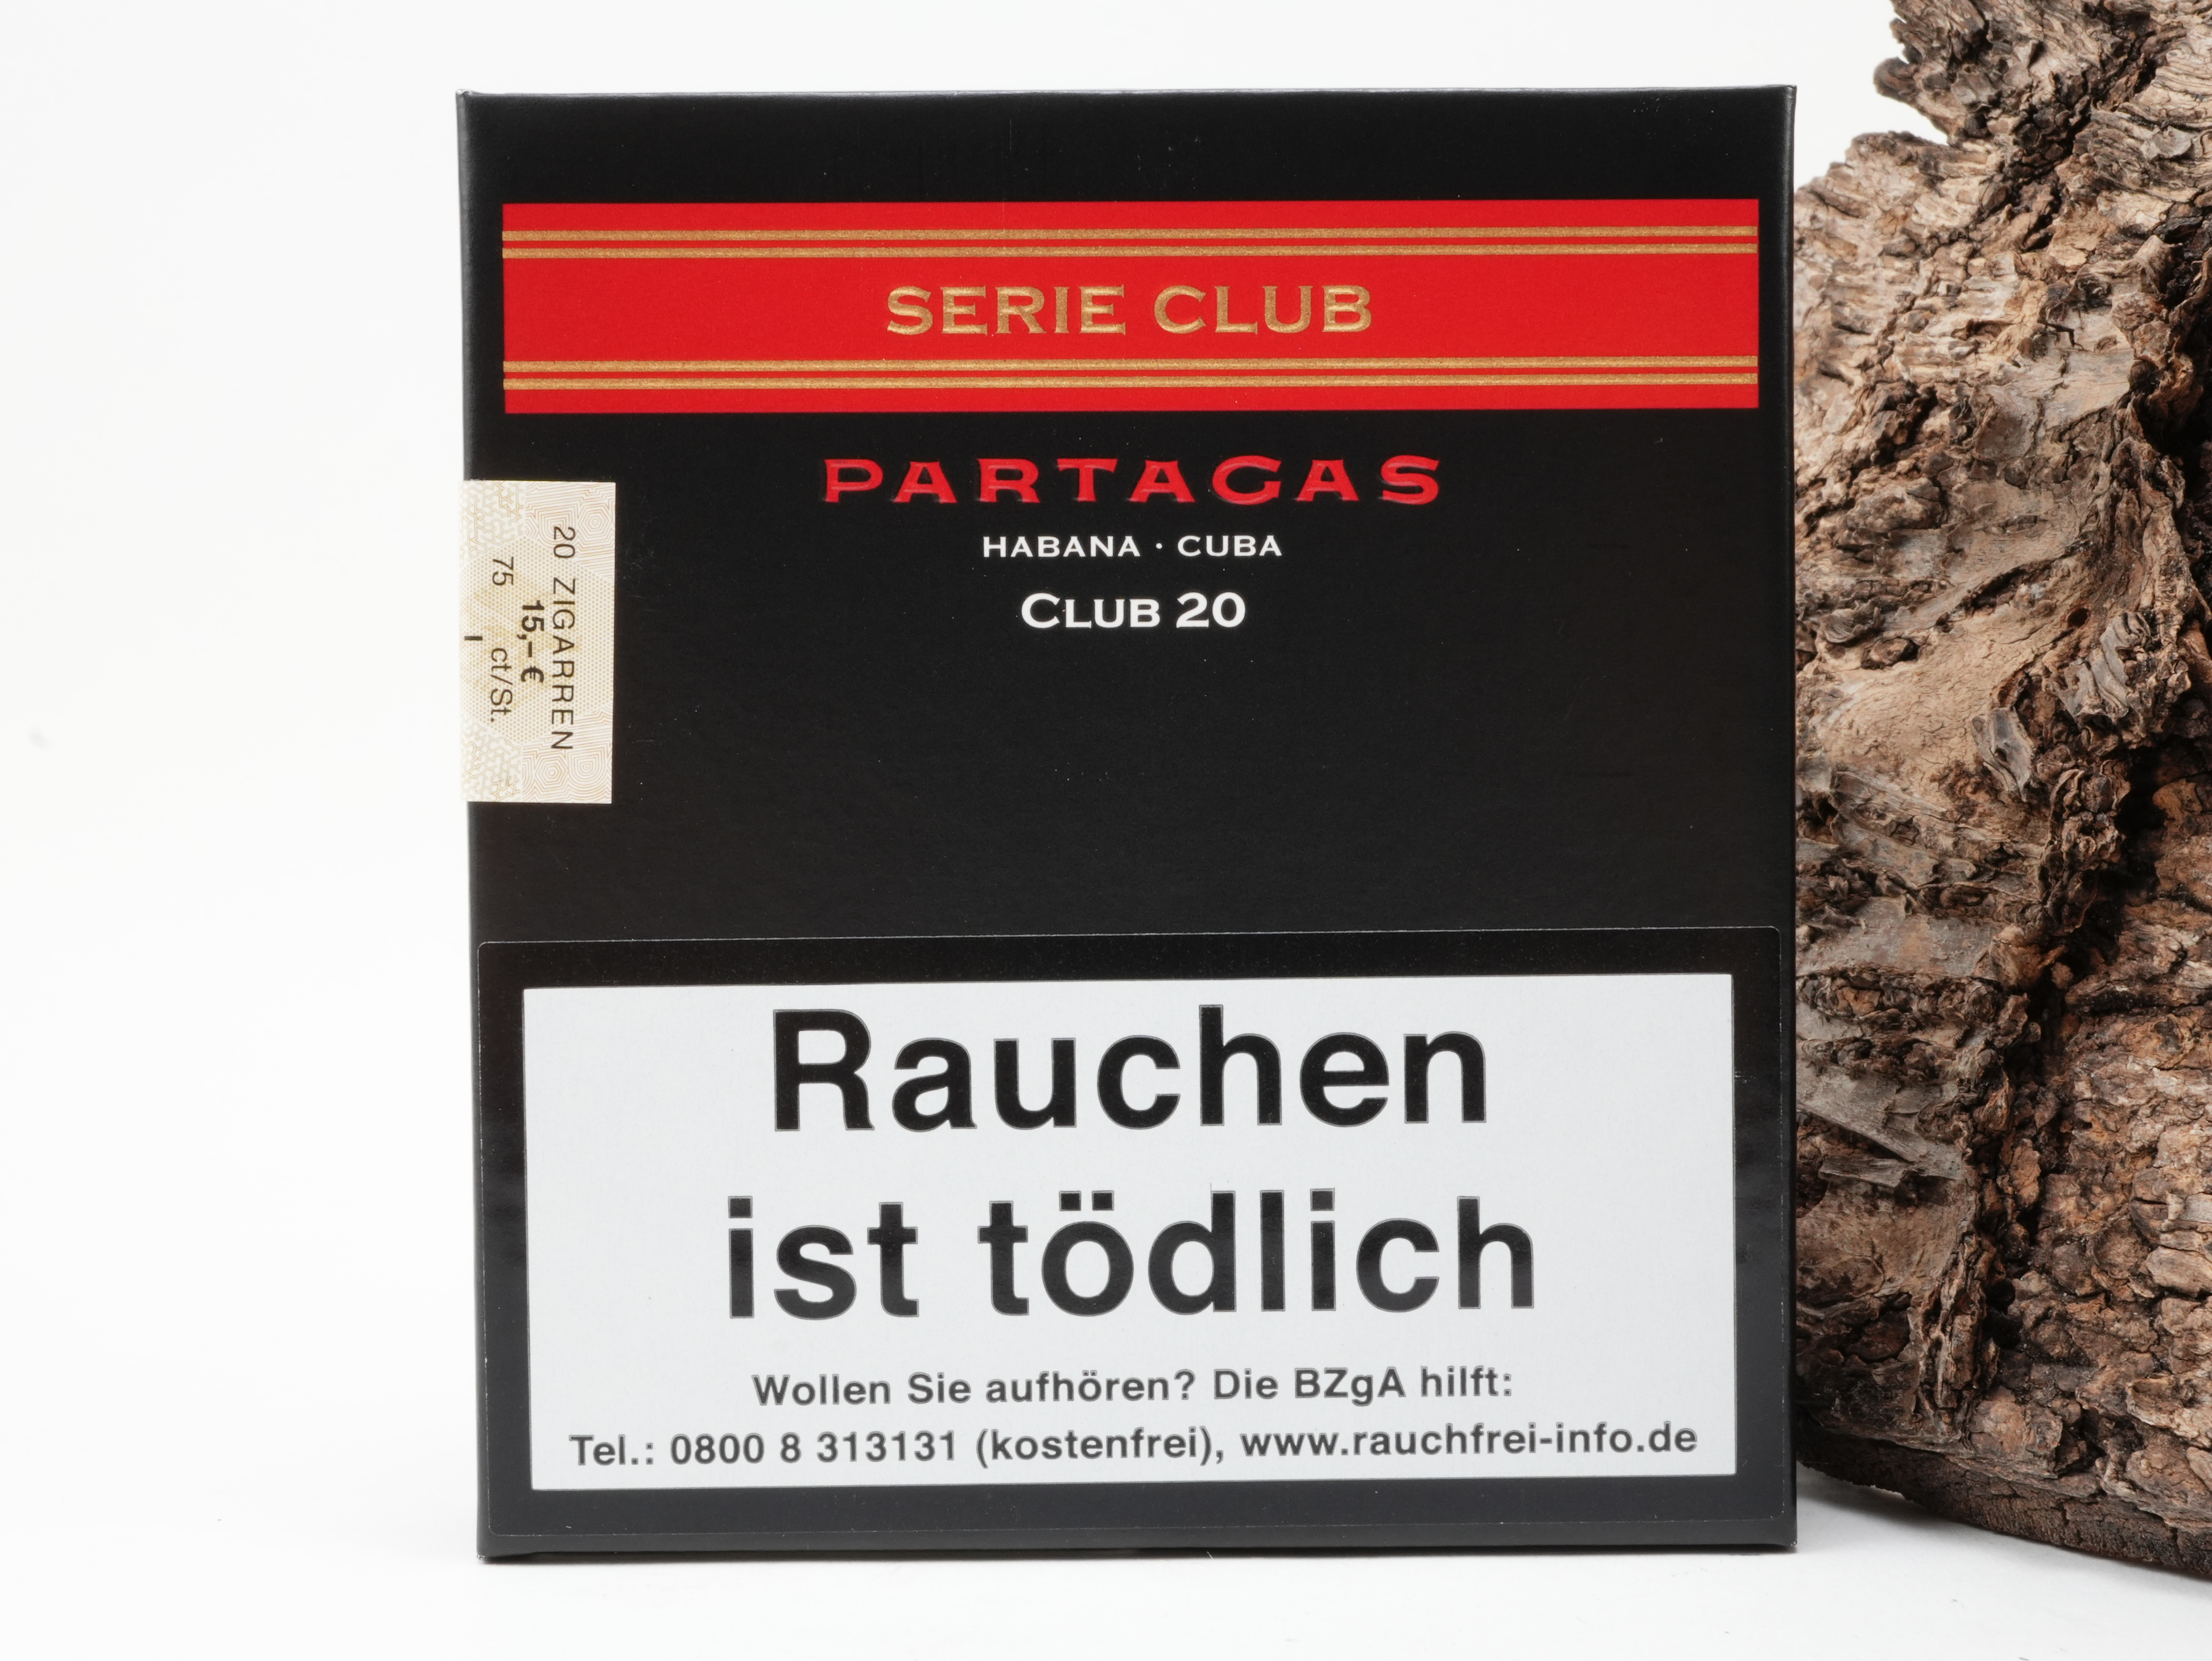 SERIE CLUB
PARTAGAS
HABANA · CUBA
CLUB 20
20 ZIGARREN
15,- €
75 ct/St.
Rauchen
ist tödlich
Wollen Sie aufhören? Die BZgA hilft:
Tel.: 0800 8 313131 (kostenfrei), www.rauchfrei-info.de